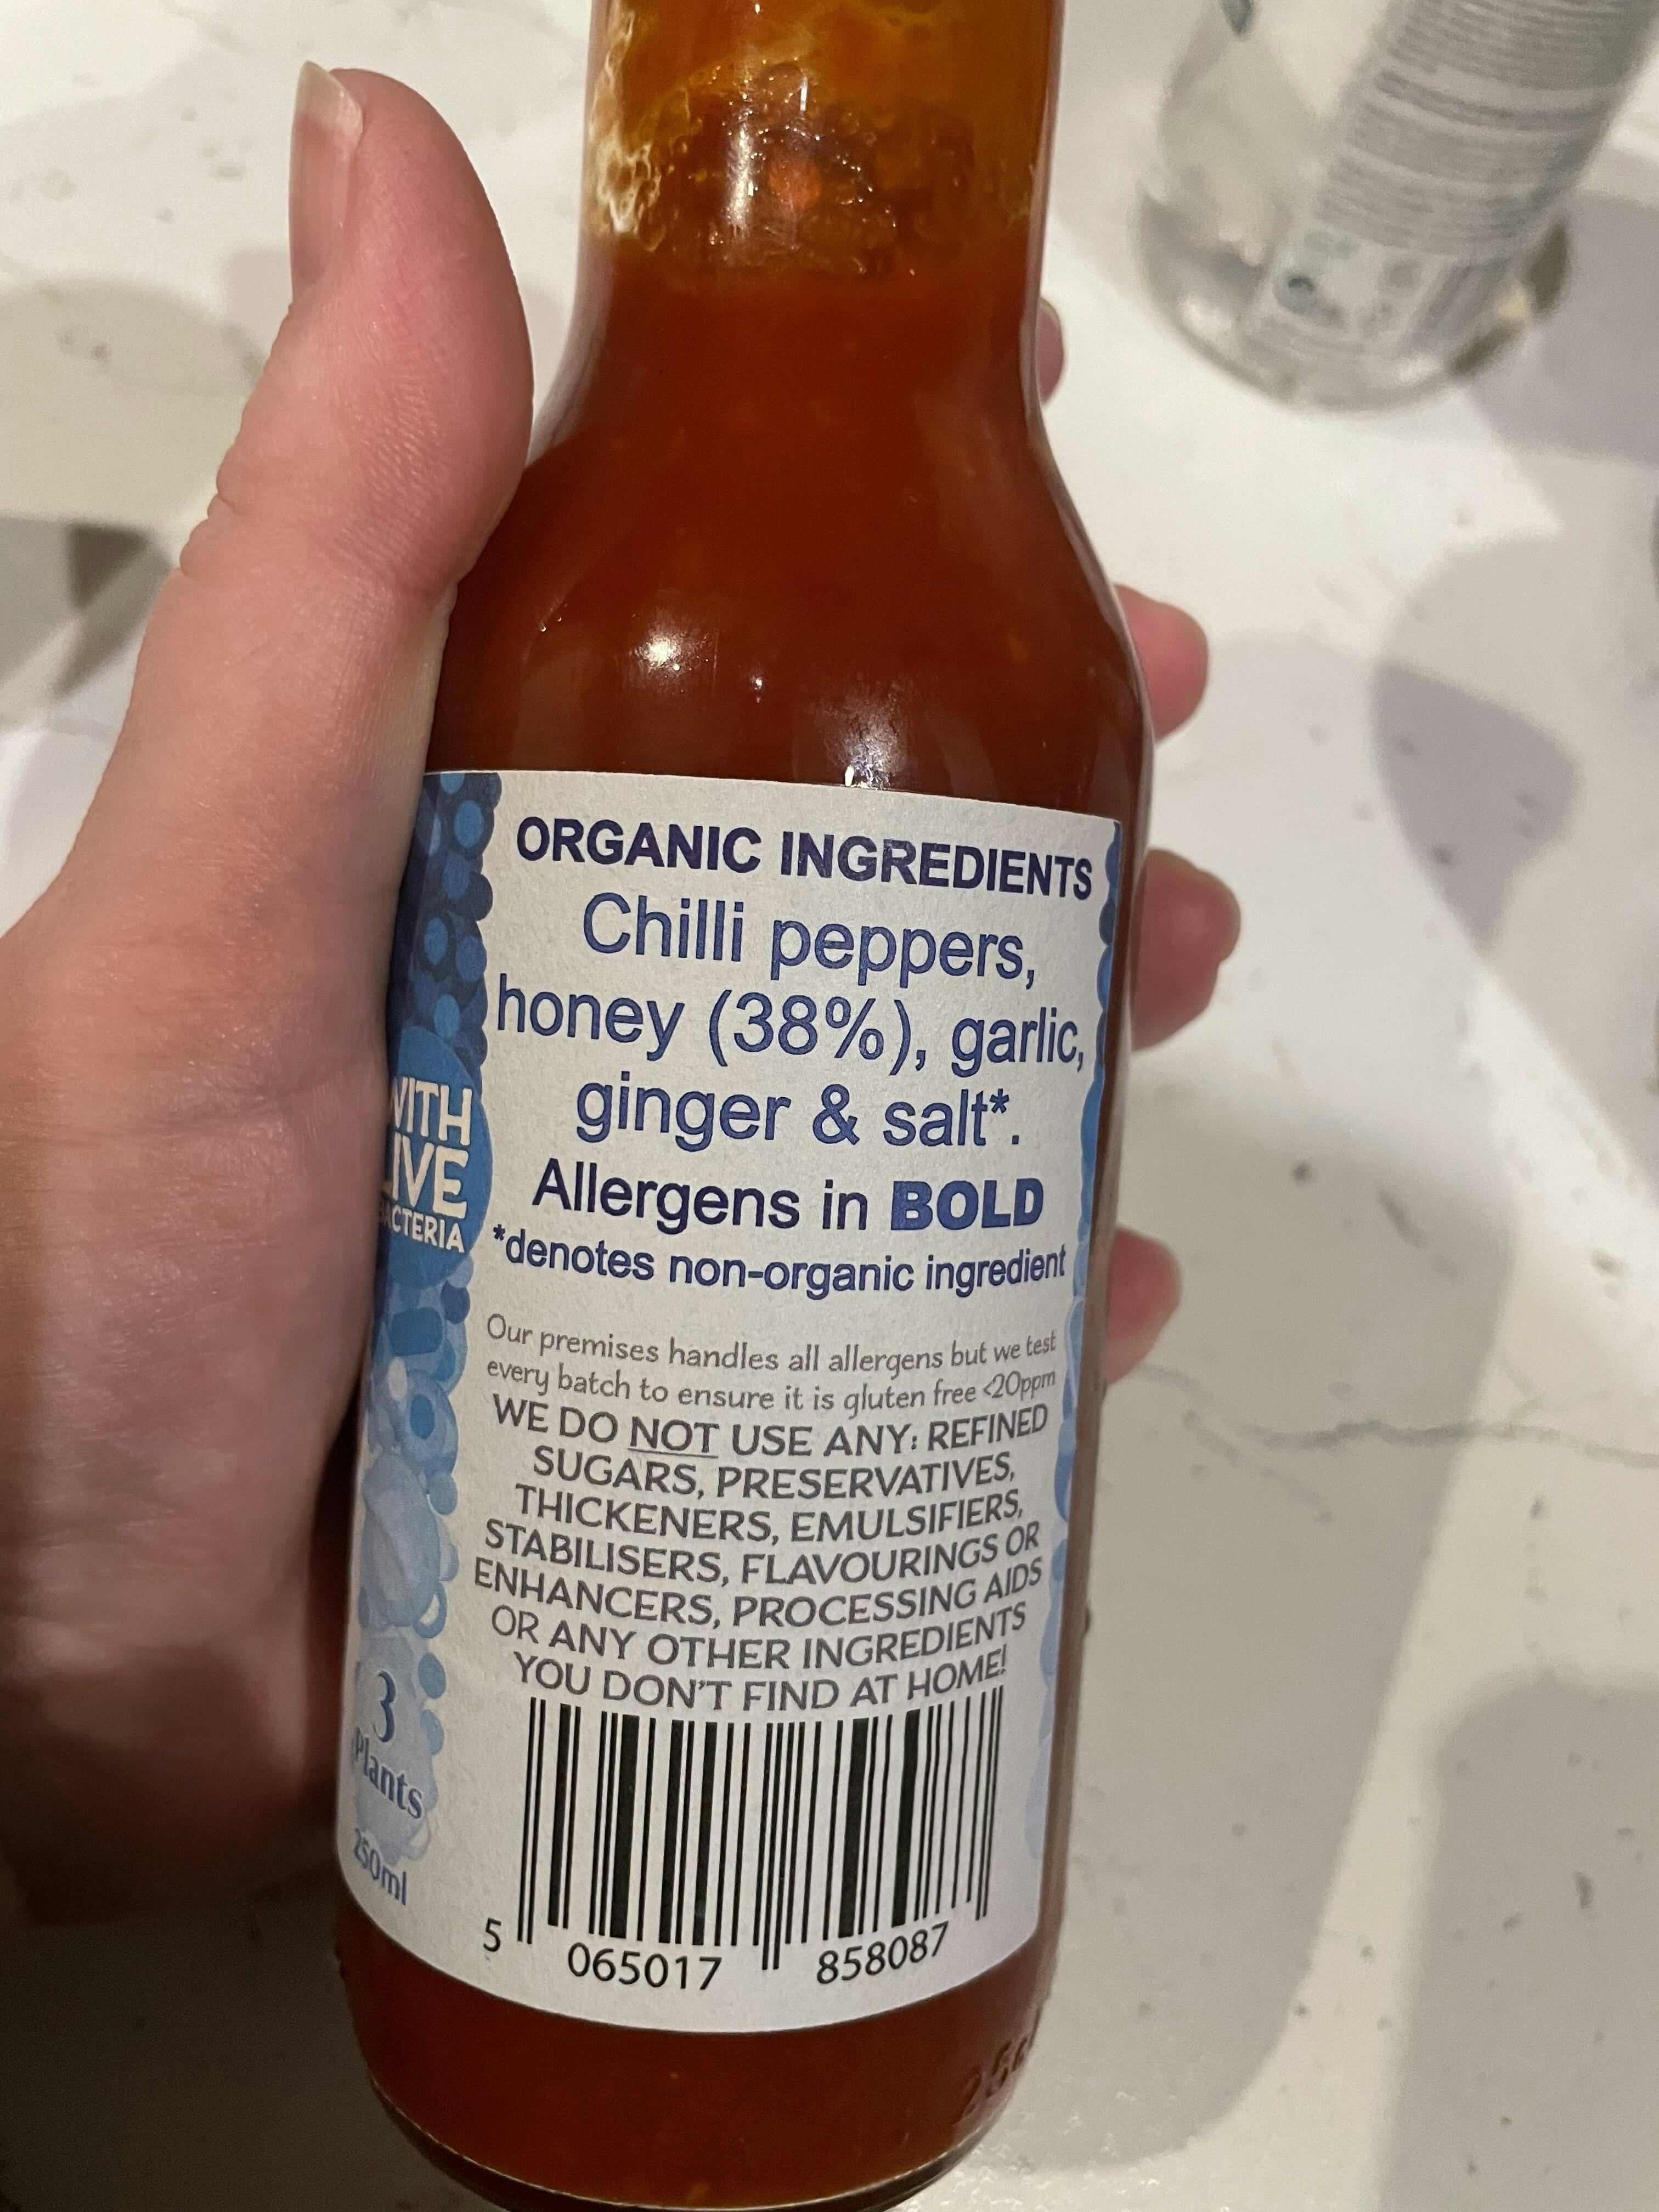 ORGANIC INGREDIENTS
Chilli peppers,
honey (38%), garlic,
ginger & salt*.
Allergens in BOLD
*denotes non-organic ingredient
Our premises handles all allergens but we test
every batch to ensure it is gluten free <20ppm
WE DO NOT USE ANY: REFINED
SUGARS, PRESERVATIVES,
THICKENERS, EMULSIFIERS,
STABILISERS, FLAVOURINGS OR
ENHANCERS, PROCESSING AIDS
OR ANY OTHER INGREDIENTS
YOU DON'T FIND AT HOME!
5 065017 858087
WITH
LIVE
BACTERIA
3
Plants
250ml